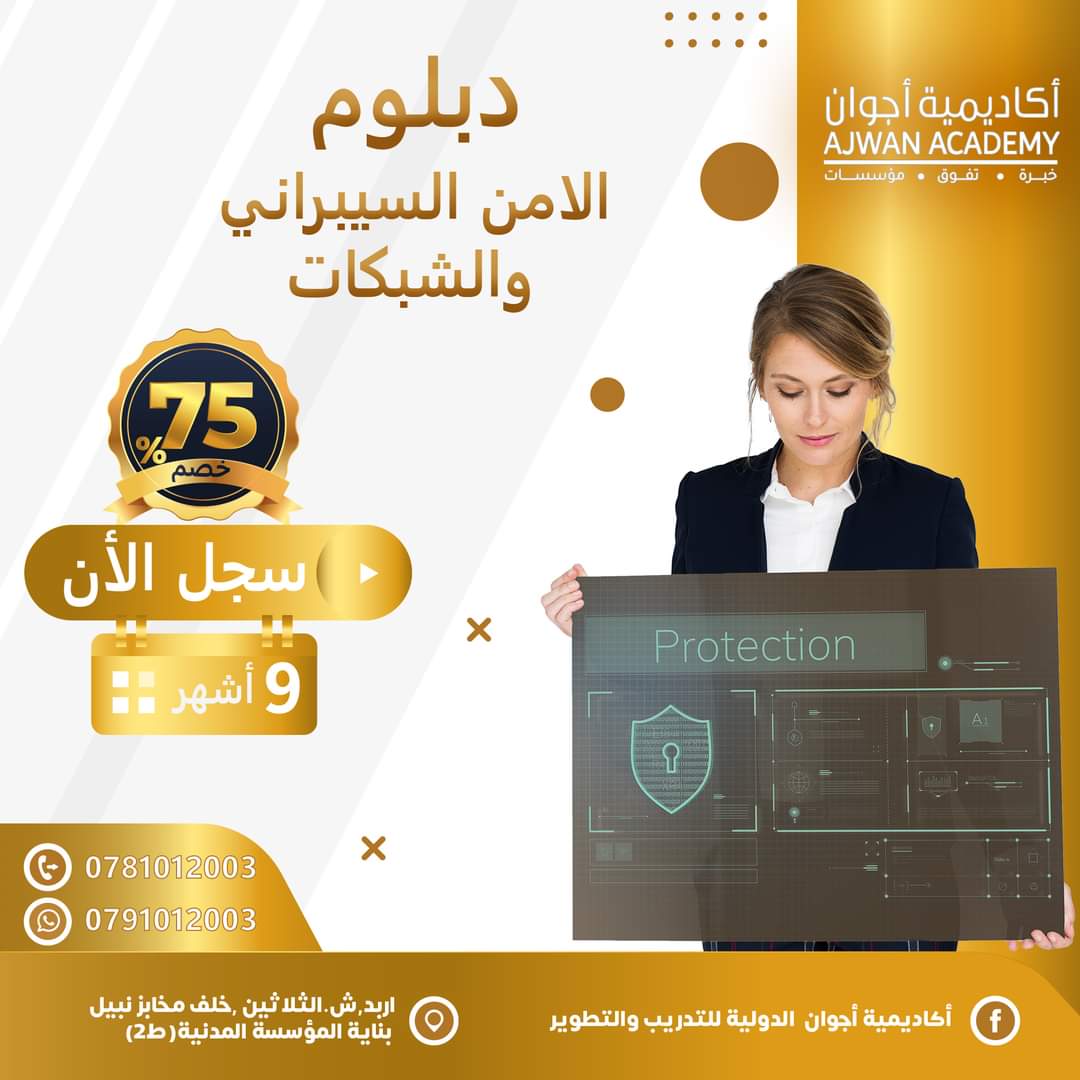 أكاديمية أجوان
AJWAN ACADEMY
خبرة • تفوق • مؤسسات
دبلوم
الامن السيبراني
والشبكات
%75
خصم
سجل الأن
9 أشهر
Protection
A1
0781012003
0791012003
أكاديمية أجوان الدولية للتدريب والتطوير
اربد,ش.الثلاثين ,خلف مخابز نبيل
بناية المؤسسة المدنية(ط2)